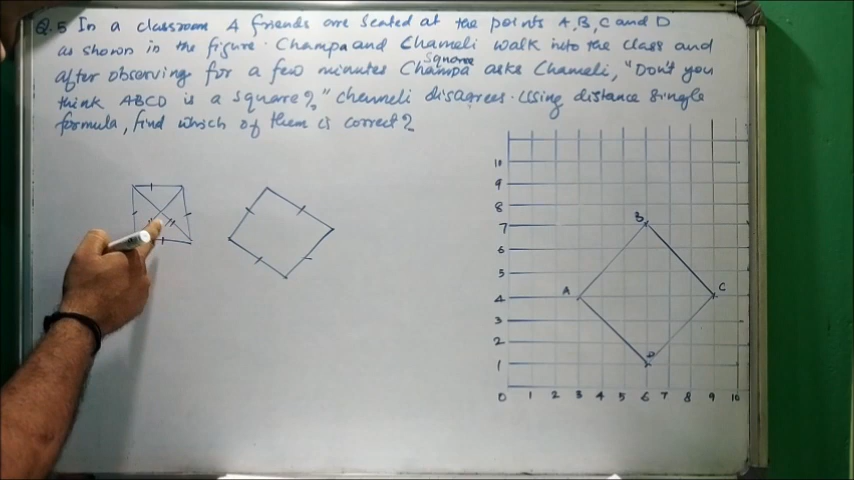 Q.5 In a classroom 4 friends are Seated at the points A,B,C and D
as shown in the figure. Champa and Chameli walk into the class and
after observing for a few minutes Champa asks Chameli, "Don't you
Square
think ABCD is a square?" chameli disagrees. Using distance Single
formula, find which of them is correct?
10
9
8
7 B
6
5
4 A C
3
2
1 D
0 1 2 3 4 5 6 7 8 9 10